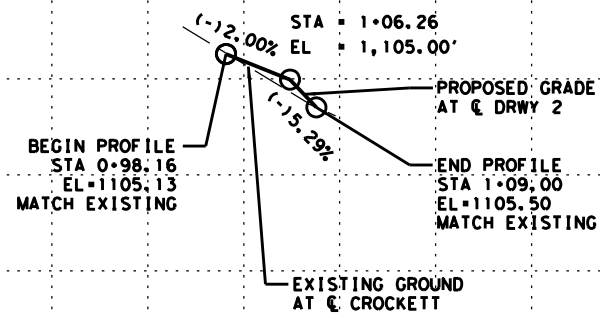 (-)2.00%
STA = 1+06.26
EL = 1,105.00'
PROPOSED GRADE
AT ℄ DRWY 2
(-)5.29%
BEGIN PROFILE
STA 0+98.16
EL=1105.13
MATCH EXISTING
END PROFILE
STA 1+09.00
EL=1105.50
MATCH EXISTING
EXISTING GROUND
AT ℄ CROCKETT